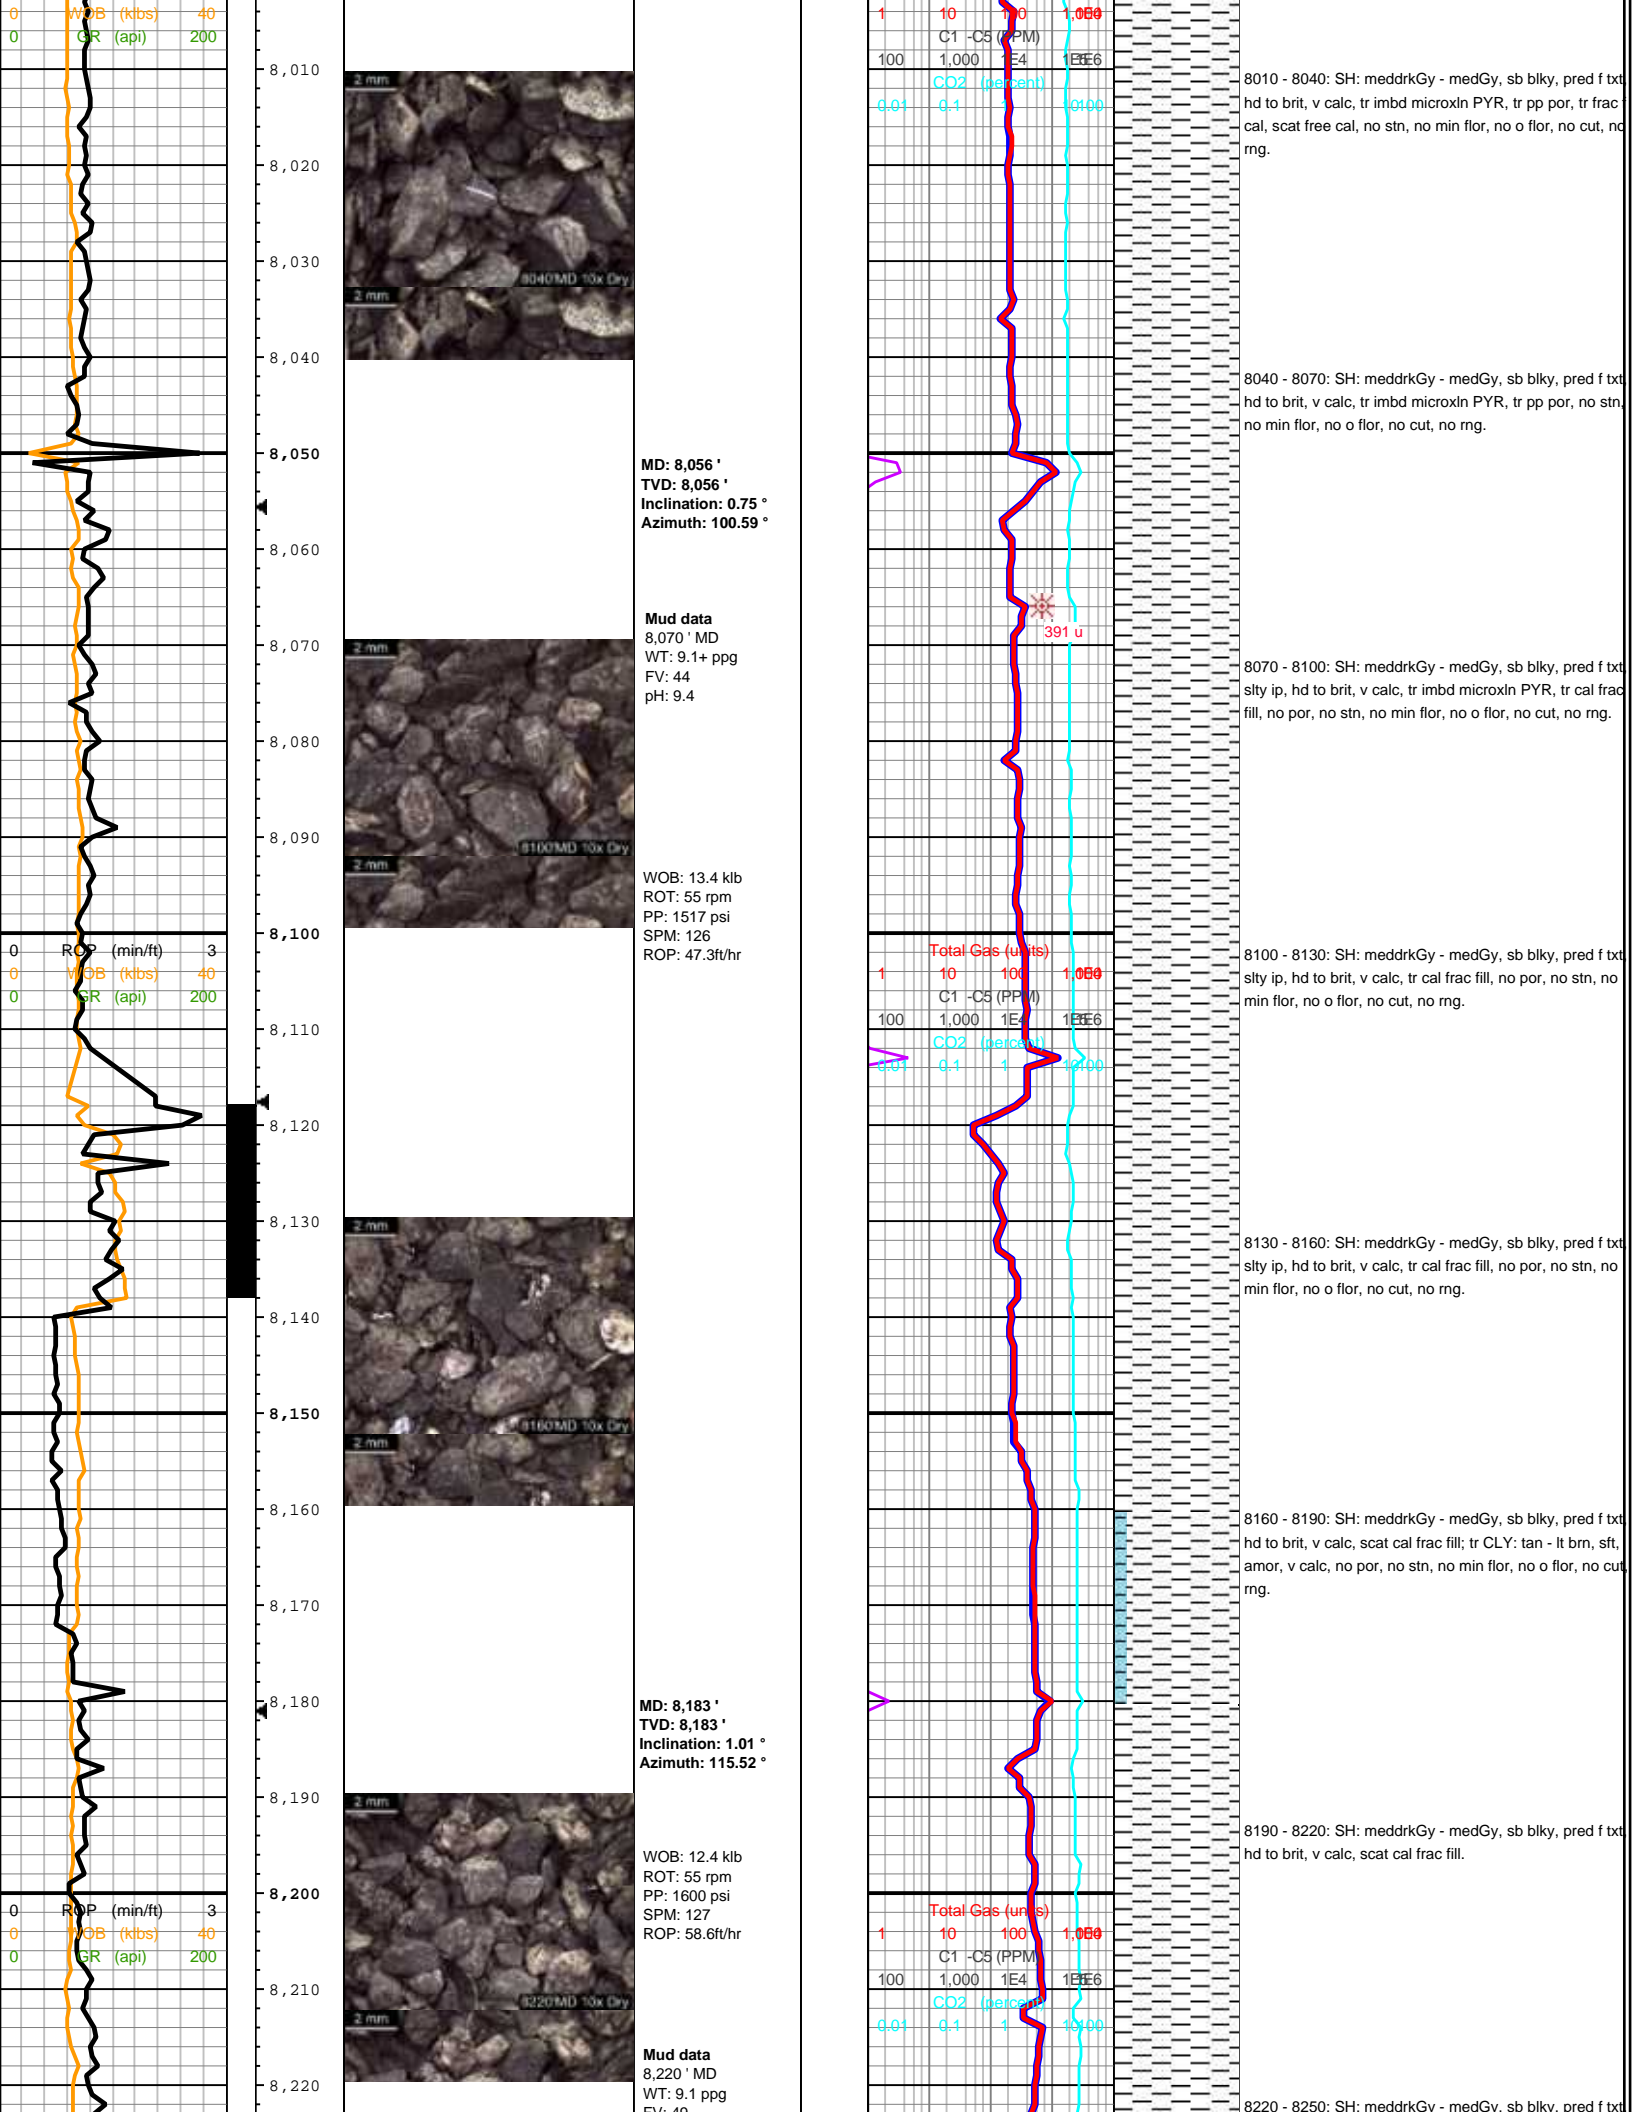 0 WOB (klbs) 40
0 GR (api) 200
1 10 100
C1 -C5 (PPM)
100 1,000 1E4 1E6
CO2 (percent)
0.01 0.1 1 100
8,010
8,020
8,030
8,040
8,050
8,060
8,070
8,080
8,090
8,100
0 ROP (min/ft) 3
0 WOB (klbs) 40
0 GR (api) 200
8,110
8,120
8,130
8,140
8,150
8,160
8,170
8,180
8,190
8,200
0 ROP (min/ft) 3
0 WOB (klbs) 40
0 GR (api) 200
8,210
8,220
2 mm
8040'MD 10x Dry
2 mm
2 mm
8100'MD 10x Dry
2 mm
2 mm
8160'MD 10x Dry
2 mm
2 mm
8220'MD 10x Dry
2 mm
MD: 8,056 '
TVD: 8,056 '
Inclination: 0.75 °
Azimuth: 100.59 °
Mud data
8,070 ' MD
WT: 9.1+ ppg
FV: 44
pH: 9.4
WOB: 13.4 klb
ROT: 55 rpm
PP: 1517 psi
SPM: 126
ROP: 47.3ft/hr
MD: 8,183 '
TVD: 8,183 '
Inclination: 1.01 °
Azimuth: 115.52 °
WOB: 12.4 klb
ROT: 55 rpm
PP: 1600 psi
SPM: 127
ROP: 58.6ft/hr
Mud data
8,220 ' MD
WT: 9.1 ppg
FV: 49
391 u
Total Gas (units)
1 10 100
C1 -C5 (PPM)
100 1,000 1E4 1E6
CO2 (percent)
0.01 0.1 1 100
Total Gas (units)
1 10 100
C1 -C5 (PPM)
100 1,000 1E4 1E6
CO2 (percent)
0.01 0.1 1 100
8010 - 8040: SH: meddrkGy - medGy, sb blky, pred f txt,
hd to brit, v calc, tr imbd microxln PYR, tr pp por, tr frac
cal, scat free cal, no stn, no min flor, no o flor, no cut, no
rng.
8040 - 8070: SH: meddrkGy - medGy, sb blky, pred f txt,
hd to brit, v calc, tr imbd microxln PYR, tr pp por, no stn,
no min flor, no o flor, no cut, no rng.
8070 - 8100: SH: meddrkGy - medGy, sb blky, pred f txt,
slty ip, hd to brit, v calc, tr imbd microxln PYR, tr cal frac
fill, no por, no stn, no min flor, no o flor, no cut, no rng.
8100 - 8130: SH: meddrkGy - medGy, sb blky, pred f txt,
slty ip, hd to brit, v calc, tr cal frac fill, no por, no stn, no
min flor, no o flor, no cut, no rng.
8130 - 8160: SH: meddrkGy - medGy, sb blky, pred f txt,
slty ip, hd to brit, v calc, tr cal frac fill, no por, no stn, no
min flor, no o flor, no cut, no rng.
8160 - 8190: SH: meddrkGy - medGy, sb blky, pred f txt,
hd to brit, v calc, scat cal frac fill; tr CLY: tan - lt brn, sft,
amor, v calc, no por, no stn, no min flor, no o flor, no cut,
rng.
8190 - 8220: SH: meddrkGy - medGy, sb blky, pred f txt,
hd to brit, v calc, scat cal frac fill.
8220 - 8250: SH: meddrkGy - medGy, sb blky, pred f txt,